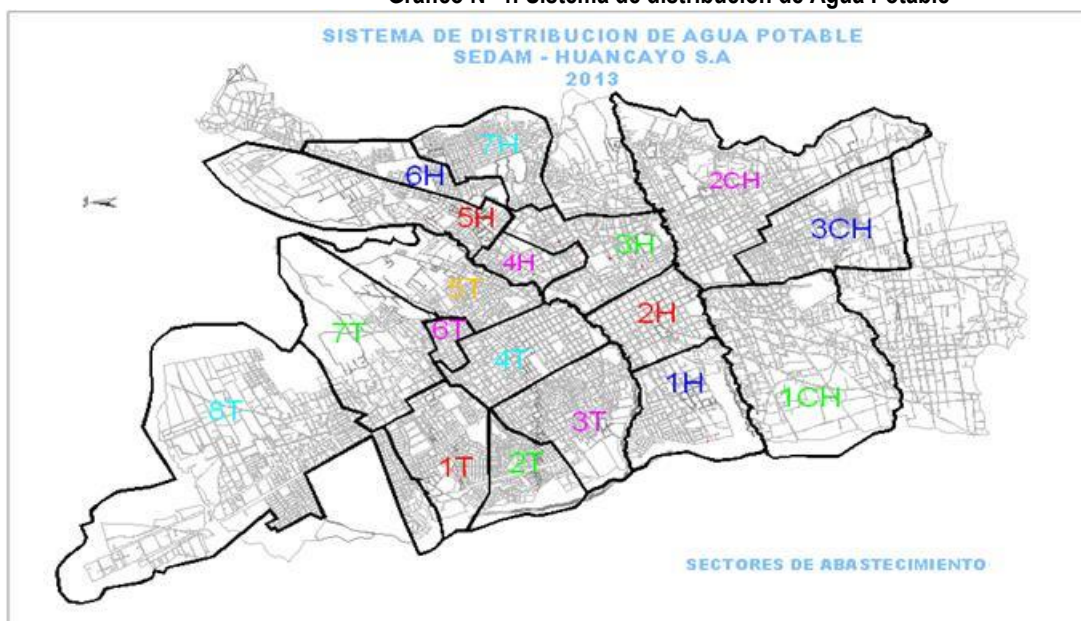 SISTEMA DE DISTRIBUCION DE AGUA POTABLE
SEDAM - HUANCAYO S.A
2013
7H
6H
2CH
5H
3CH
3H
4H
5T
2H
7T
6T
4T
1H
1CH
8T
3T
1T
2T
SECTORES DE ABASTECIMIENTO